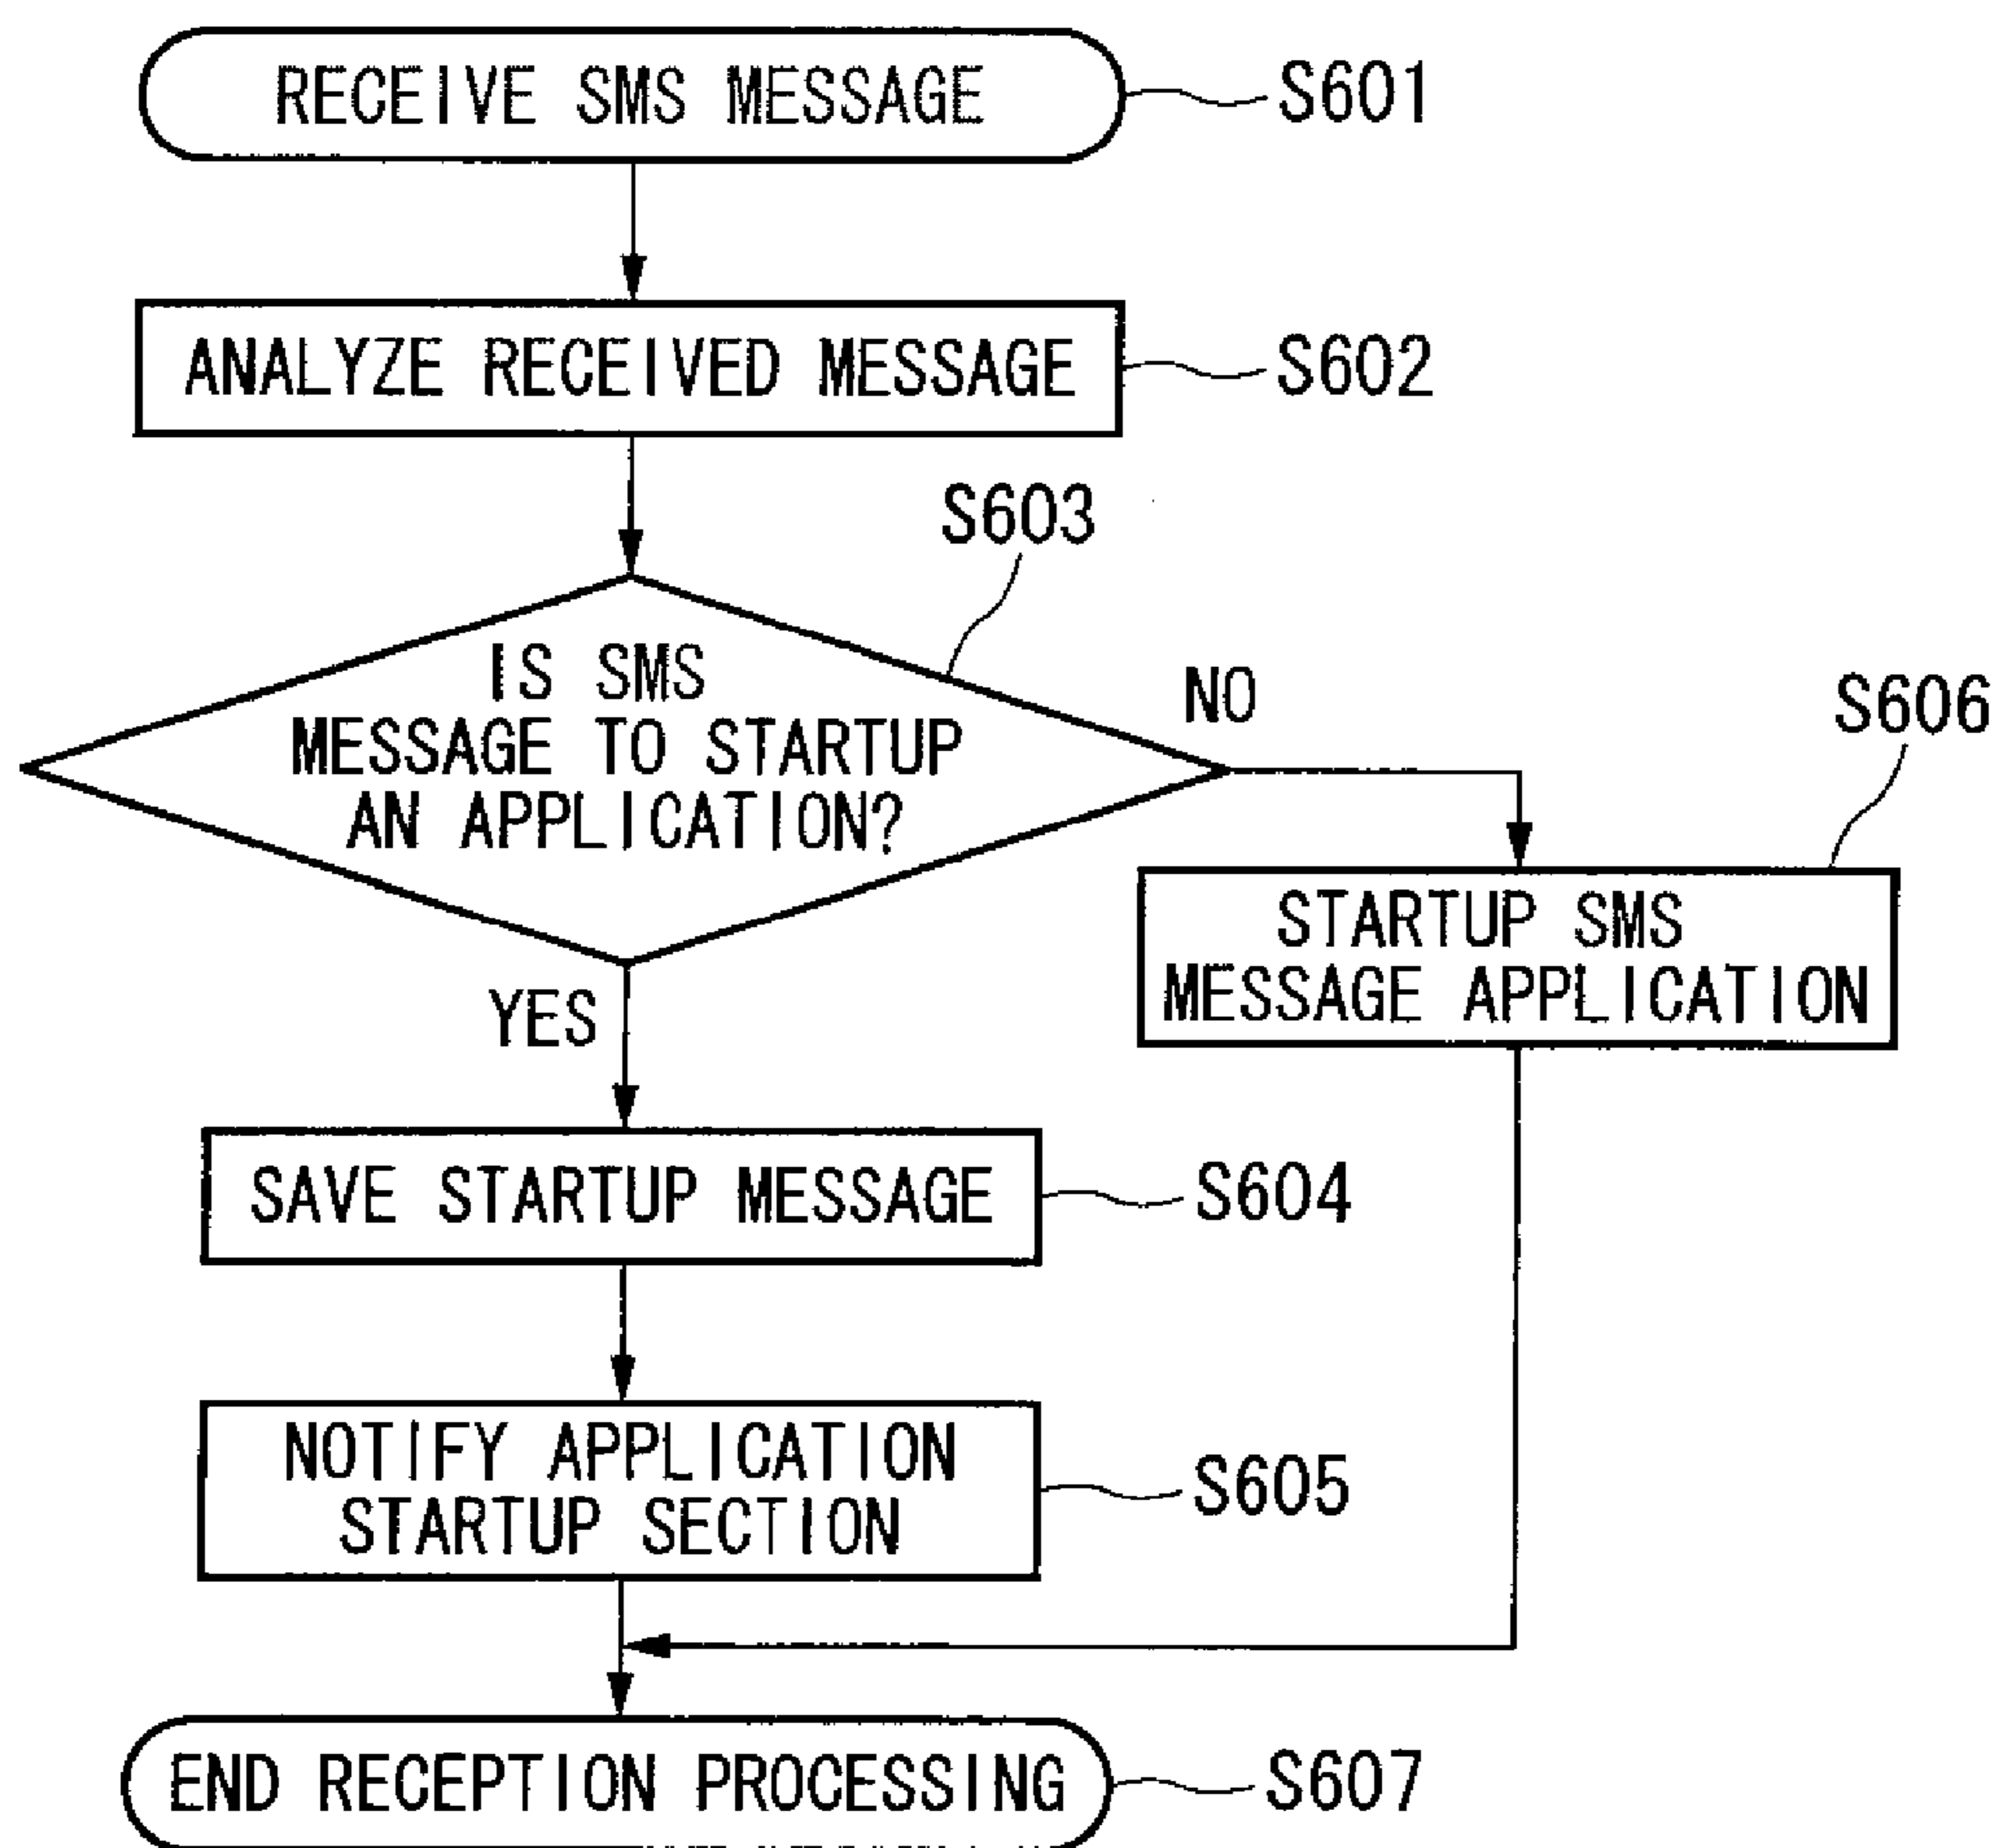 RECEIVE SMS MESSAGE
S601
ANALYZE RECEIVED MESSAGE
S602
S603
IS SMS
MESSAGE TO STARTUP
AN APPLICATION?
NO
S606
STARTUP SMS
MESSAGE APPLICATION
YES
SAVE STARTUP MESSAGE
S604
NOTIFY APPLICATION
STARTUP SECTION
S605
END RECEPTION PROCESSING
S607